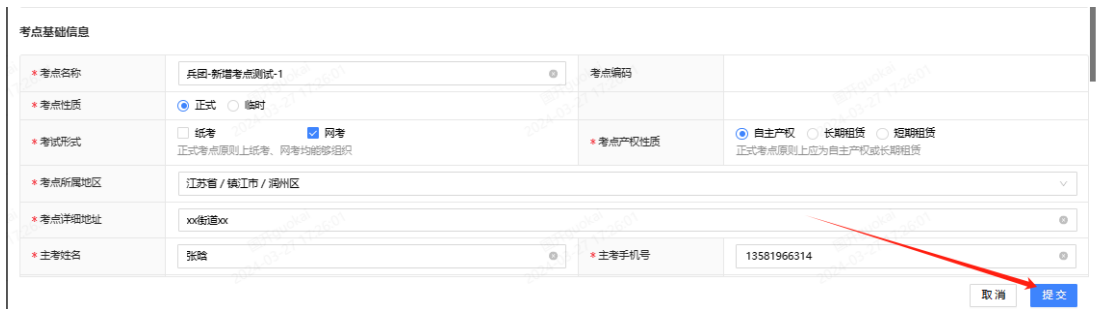 考点基础信息
* 考点名称 兵团-新增考点测试-1 考点编码
* 考点性质 正式 临时
* 考试形式 纸考 网考 * 考点产权性质 自主产权 长期租赁 短期租赁
正式考点原则上纸考、网考均能够组织 正式考点原则上应为自主产权或长期租赁
* 考点所属地区 江苏省 / 镇江市 / 润州区
* 考点详细地址 xx街道xx
* 主考姓名 张晗 * 主考手机号 13581966314
取消 提交